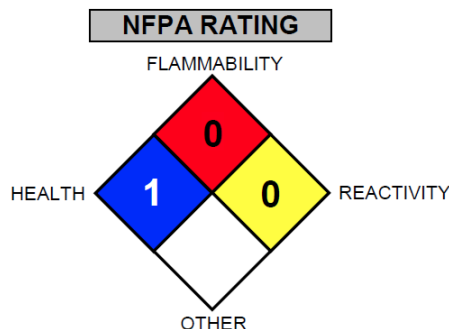 NFPA RATING
FLAMMABILITY
0
HEALTH 1 0 REACTIVITY
OTHER